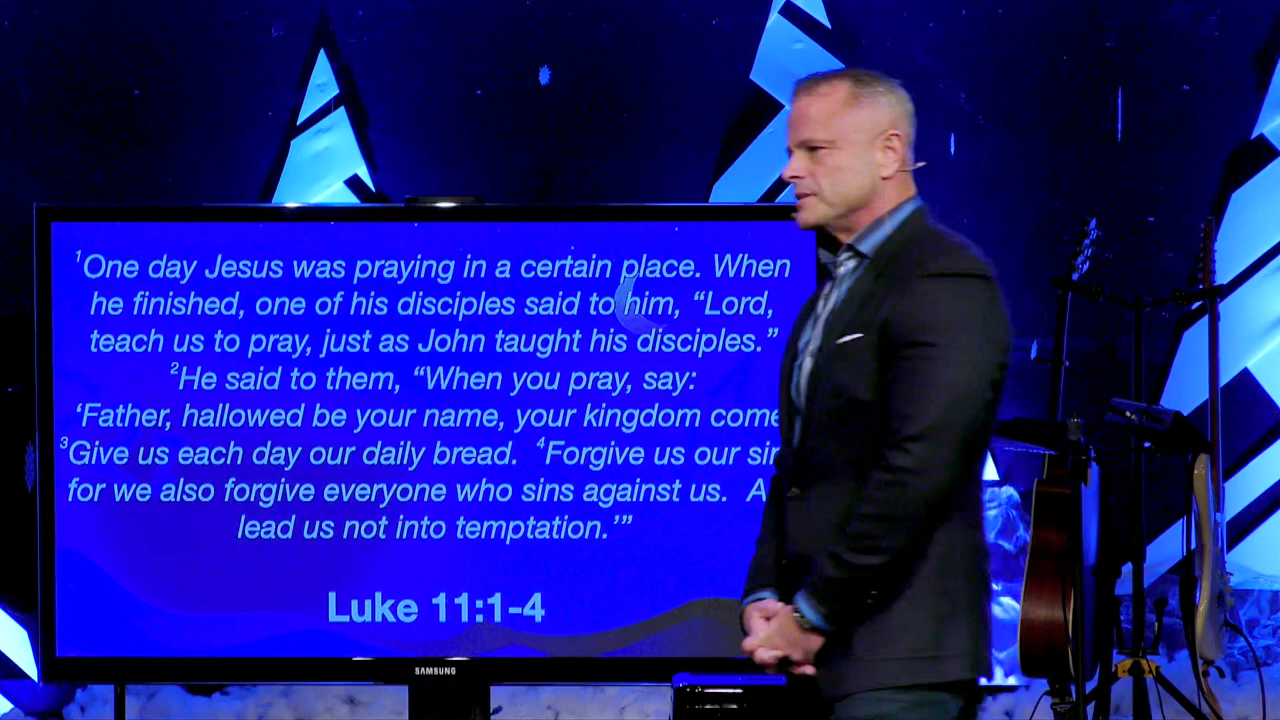 ¹One day Jesus was praying in a certain place. When
he finished, one of his disciples said to him, “Lord,
teach us to pray, just as John taught his disciples.”
²He said to them, “When you pray, say:
‘Father, hallowed be your name, your kingdom come
³Give us each day our daily bread. ⁴Forgive us our
for we also forgive everyone who sins against us.
lead us not into temptation.’”
Luke 11:1-4
SAMSUNG